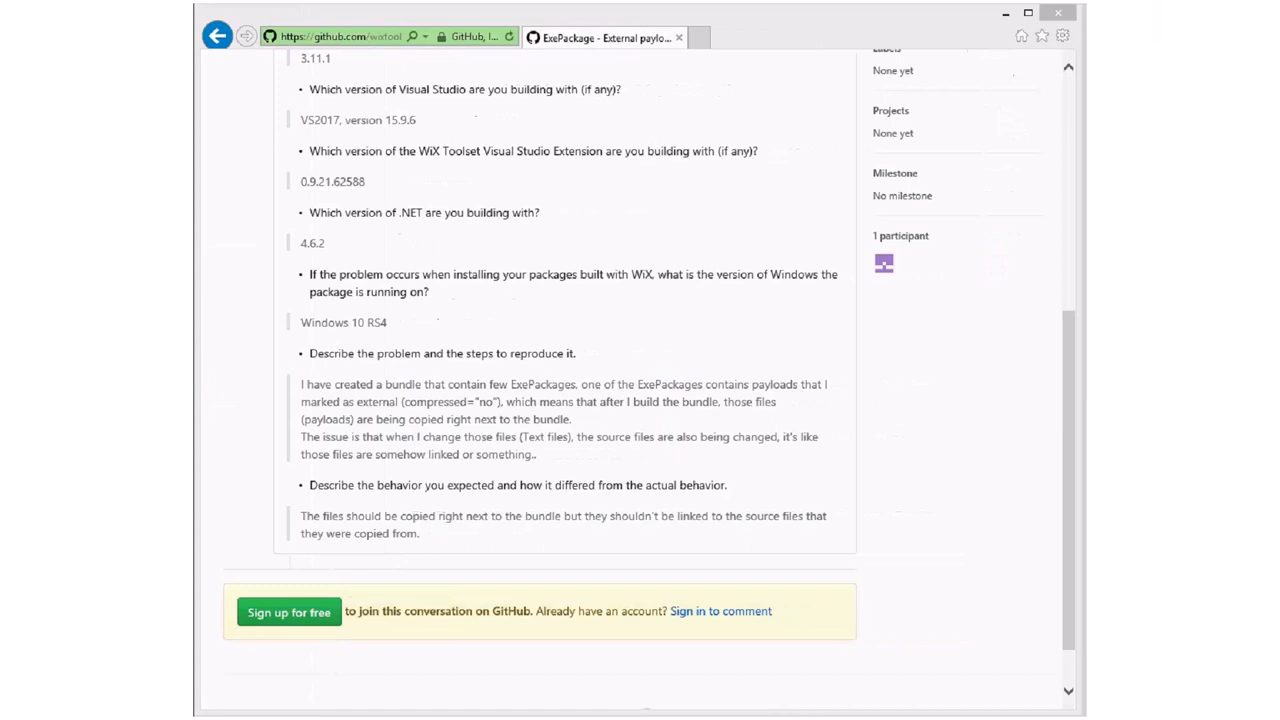 https://github.com/wixtool
GitHub, I...
ExePackage - External paylo...
3.11.1
• Which version of Visual Studio are you building with (if any)?
VS2017, version 15.9.6
• Which version of the WiX Toolset Visual Studio Extension are you building with (if any)?
0.9.21.62588
• Which version of .NET are you building with?
4.6.2
• If the problem occurs when installing your packages built with WiX, what is the version of Windows the
package is running on?
Windows 10 RS4
• Describe the problem and the steps to reproduce it.
I have created a bundle that contain few ExePackages, one of the ExePackages contains payloads that I
marked as external (compressed="no"), which means that after I build the bundle, those files
(payloads) are being copied right next to the bundle.
The issue is that when I change those files (Text files), the source files are also being changed, it's like
those files are somehow linked or something..
• Describe the behavior you expected and how it differed from the actual behavior.
The files should be copied right next to the bundle but they shouldn't be linked to the source files that
they were copied from.
Sign up for free to join this conversation on GitHub. Already have an account? Sign in to comment
Labels
None yet
Projects
None yet
Milestone
No milestone
1 participant